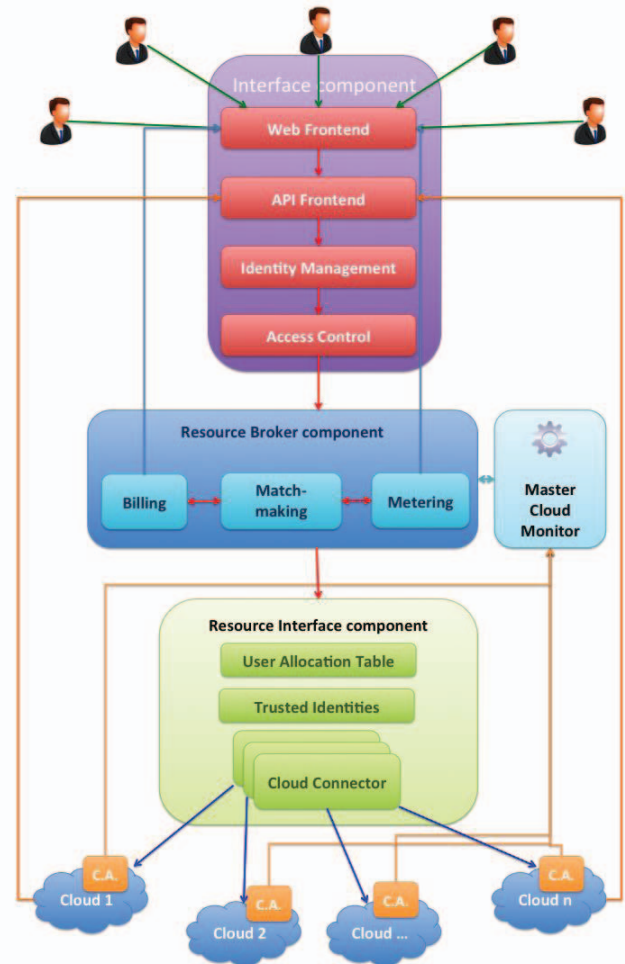 Interface component
Web Frontend
API Frontend
Identity Management
Access Control
Resource Broker component
Billing
Match-
making
Metering
Master
Cloud
Monitor
Resource Interface component
User Allocation Table
Trusted Identities
Cloud Connector
C.A.
Cloud 1
C.A.
Cloud 2
C.A.
Cloud ...
C.A.
Cloud n